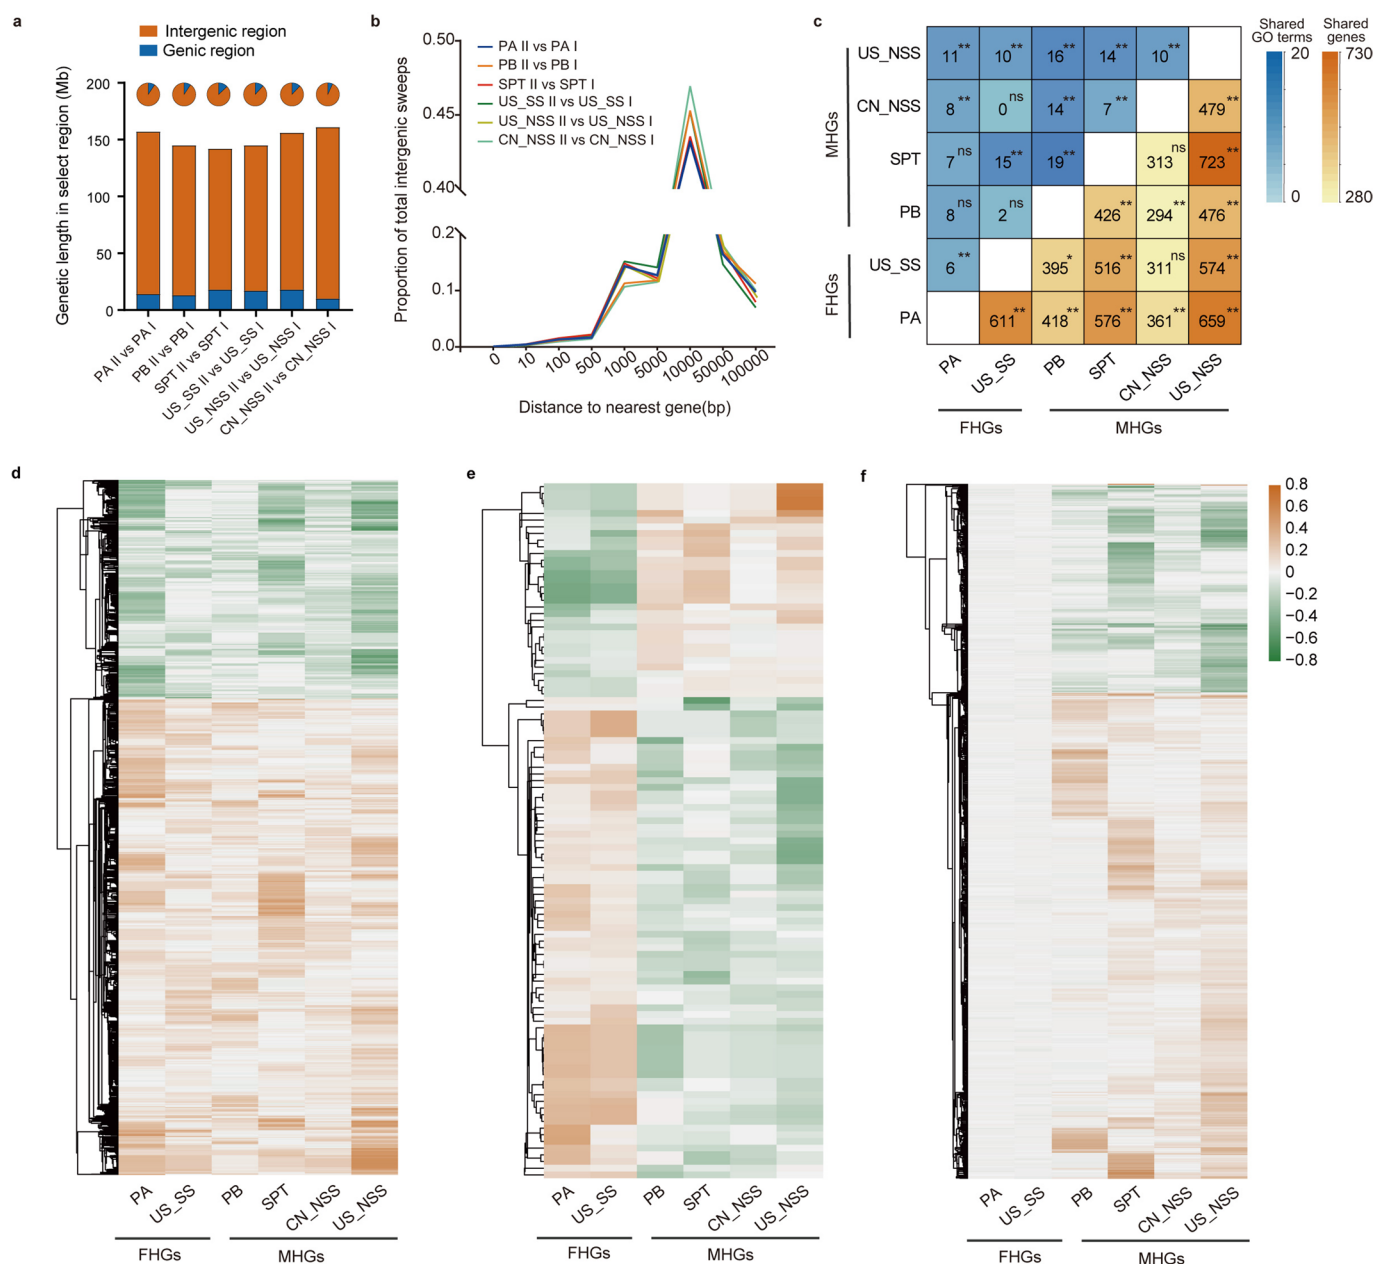 a
Intergenic region
Genic region
Genetic length in select region (Mb)
200
150
100
50
0
PA II vs PA I
PB II vs PB I
SPT II vs SPT I
US_SS II vs US_SS I
US_NSS II vs US_NSS I
CN_NSS II vs CN_NSS I
b
PA II vs PA I
PB II vs PB I
SPT II vs SPT I
US_SS II vs US_SS I
US_NSS II vs US_NSS I
CN_NSS II vs CN_NSS I
Proportion of total intergenic sweeps
0.50
0.45
0.40
0.2
0.1
0.0
0
10
100
500
1000
5000
10000
50000
100000
Distance to nearest gene(bp)
c
MHGs
FHGs
US_NSS 11** 10** 16** 14** 10**
CN_NSS 8** 0ns 14** 7** 479**
SPT 7ns 15** 19** 313ns 723**
PB 8ns 2ns 426** 294** 476**
US_SS 6** 395* 516** 311ns 574**
PA 611** 418** 576** 361** 659**
PA US_SS PB SPT CN_NSS US_NSS
FHGs MHGs
Shared GO terms
20
0
Shared genes
730
280
d
PA US_SS PB SPT CN_NSS US_NSS
FHGs MHGs
e
PA US_SS PB SPT CN_NSS US_NSS
FHGs MHGs
f
PA US_SS PB SPT CN_NSS US_NSS
FHGs MHGs
0.8
0.6
0.4
0.2
0
−0.2
−0.4
−0.6
−0.8